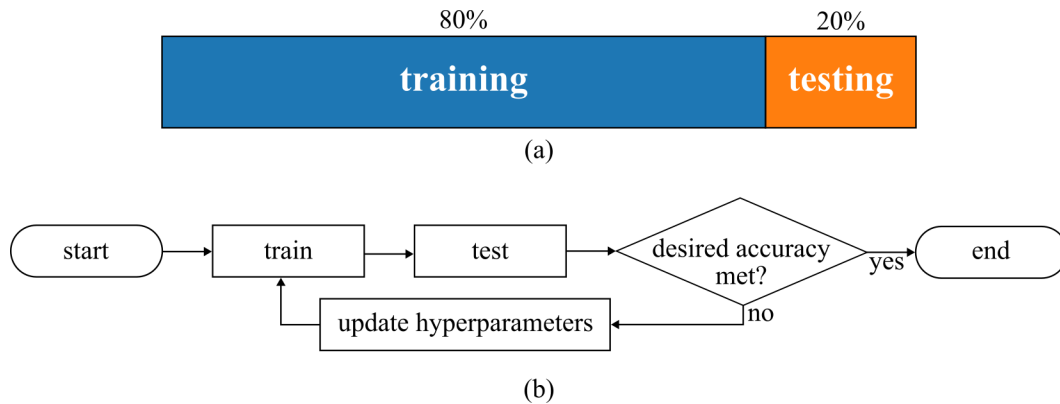 80% 20%
training testing
(a)
start train test desired accuracy met? yes end
no
update hyperparameters
(b)